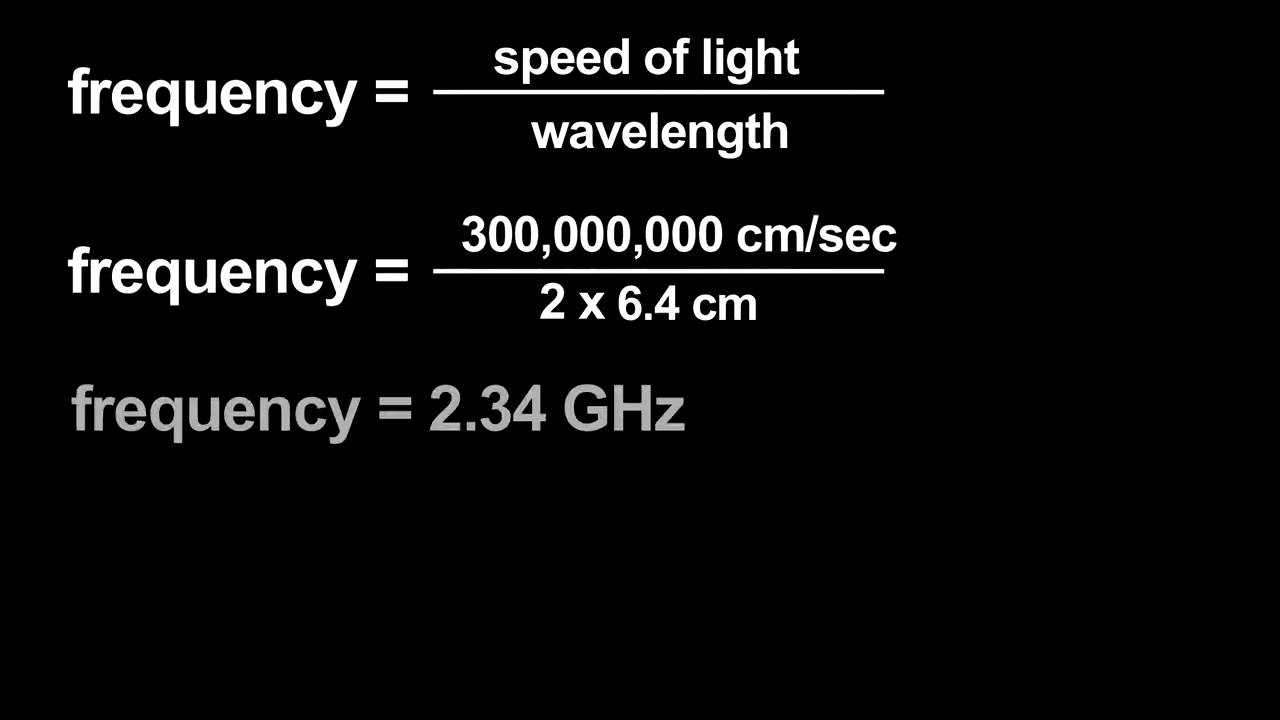 frequency = speed of light
wavelength
frequency = 300,000,000 cm/sec
2 x 6.4 cm
frequency = 2.34 GHz